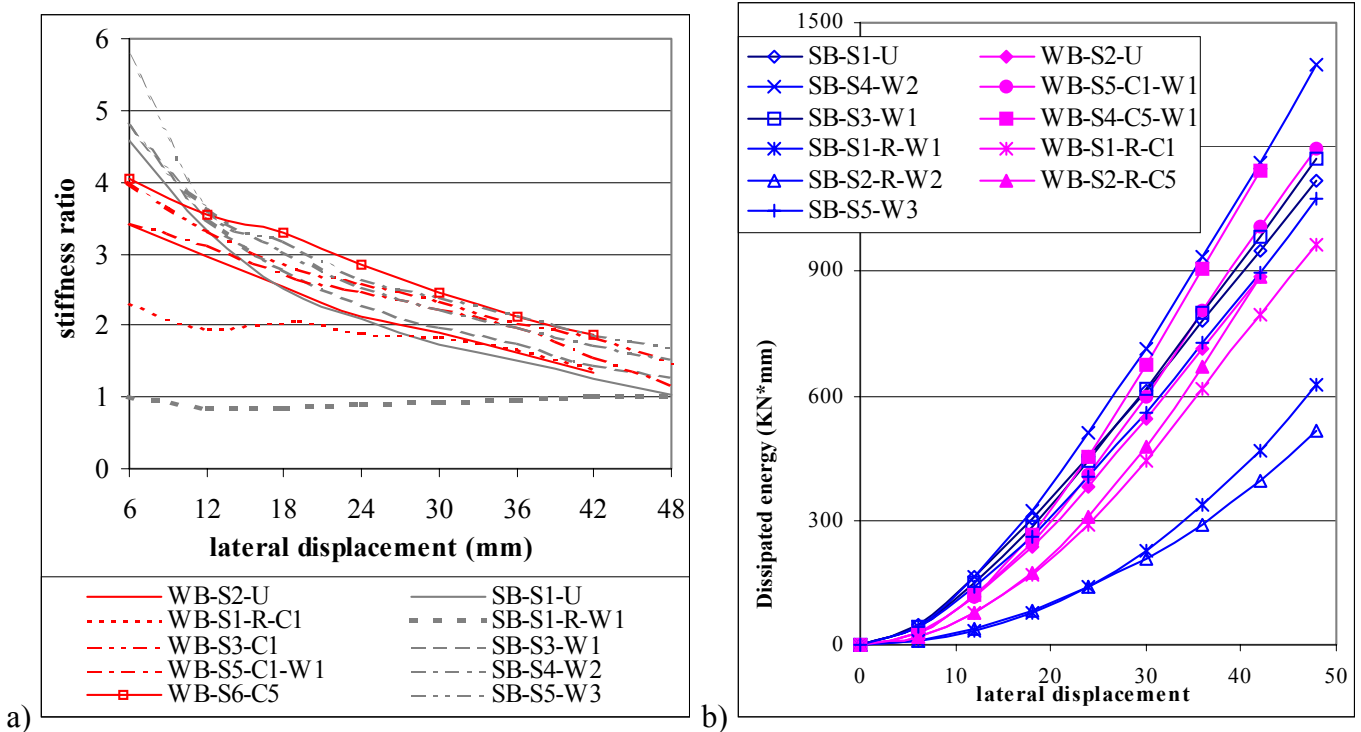 6
5
4
3
2
1
0
stiffness ratio
6 12 18 24 30 36 42 48
lateral displacement (mm)
WB-S2-U SB-S1-U
WB-S1-R-C1 SB-S1-R-W1
WB-S3-C1 SB-S3-W1
WB-S5-C1-W1 SB-S4-W2
WB-S6-C5 SB-S5-W3
a)
1500
SB-S1-U WB-S2-U
SB-S4-W2 WB-S5-C1-W1
SB-S3-W1 WB-S4-C5-W1
SB-S1-R-W1 WB-S1-R-C1
SB-S2-R-W2 WB-S2-R-C5
SB-S5-W3
900
600
300
0
Dissipated energy (KN*mm)
0 10 20 30 40 50
lateral displacement
b)